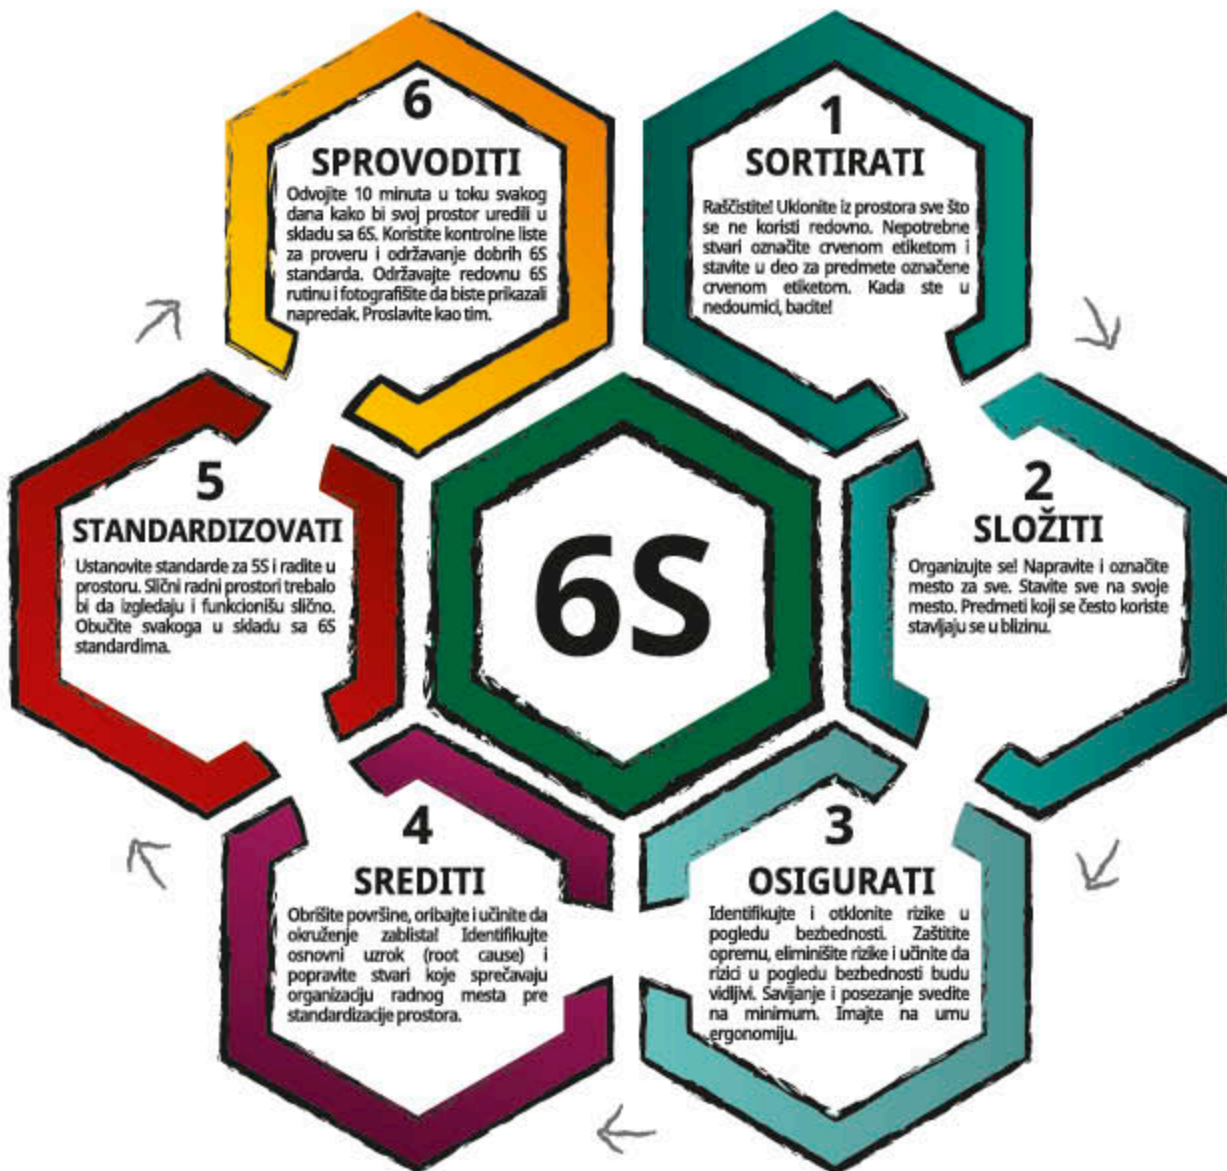 1
SORTIRATI
Raščistite! Uklonite iz prostora sve što
se ne koristi redovno. Nepotrebne
stvari označite crvenom etiketom i
stavite u deo za predmete označene
crvenom etiketom. Kada ste u
nedoumici, bacite!
2
SLOŽITI
Organizujte se! Napravite i označite
mesto za sve. Stavite sve na svoje
mesto. Predmeti koji se često koriste
stavljaju se u blizinu.
3
OSIGURATI
Identifikujte i otklonite rizike u
pogledu bezbednosti. Zaštitite
opremu, eliminišite rizike i učinite da
rizici u pogledu bezbednosti budu
vidljivi. Savijanje i posezanje svedite
na minimum. Imajte na umu
ergonomiju.
4
SREDITI
Obrišite površine, oribajte i učinite da
okruženje zablista! Identifikujte
osnovni uzrok (root cause) i
popravite stvari koje sprečavaju
organizaciju radnog mesta pre
standardizacije prostora.
5
STANDARDIZOVATI
Ustanovite standarde za 5S i radite u
prostoru. Slični radni prostori trebalo
bi da izgledaju i funkcionišu slično.
Obučite svakoga u skladu sa 6S
standardima.
6
SPROVODITI
Odvojite 10 minuta u toku svakog
dana kako bi svoj prostor uredili u
skladu sa 6S. Koristite kontrolne liste
za proveru i održavanje dobrih 6S
standarda. Održavajte redovnu 6S
rutinu i fotografišite da biste prikazali
napredak. Proslavite kao tim.
6S